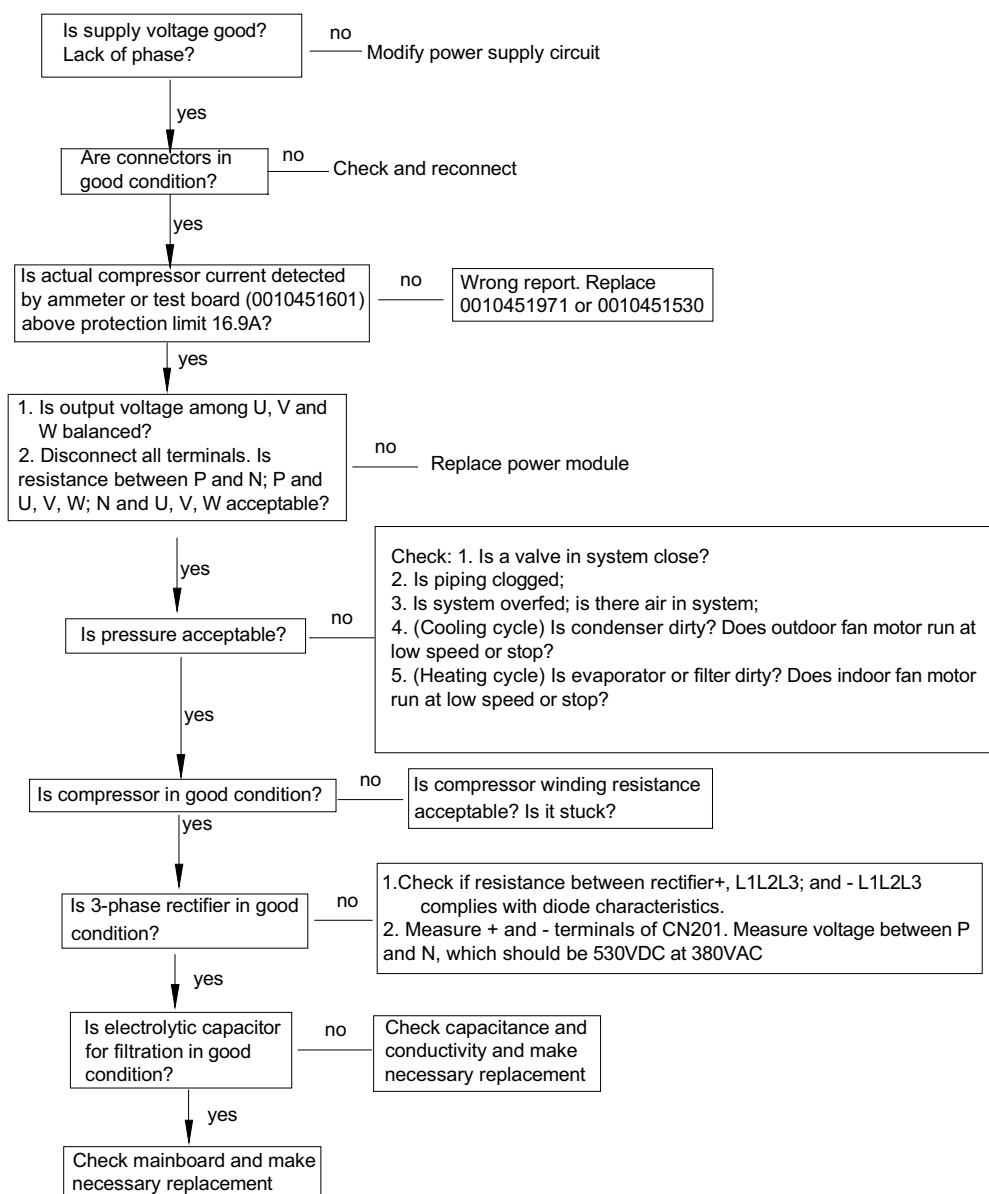 Is supply voltage good?
Lack of phase?
no
Modify power supply circuit
yes
Are connectors in
good condition?
no
Check and reconnect
yes
Is actual compressor current detected
by ammeter or test board (0010451601)
above protection limit 16.9A?
no
Wrong report. Replace
0010451971 or 0010451530
yes
1. Is output voltage among U, V and
W balanced?
2. Disconnect all terminals. Is
resistance between P and N; P and
U, V, W; N and U, V, W acceptable?
no
Replace power module
yes
Is pressure acceptable?
no
Check: 1. Is a valve in system close?
2. Is piping clogged;
3. Is system overfed; is there air in system;
4. (Cooling cycle) Is condenser dirty? Does outdoor fan motor run at
low speed or stop?
5. (Heating cycle) Is evaporator or filter dirty? Does indoor fan motor
run at low speed or stop?
yes
Is compressor in good condition?
no
Is compressor winding resistance
acceptable? Is it stuck?
yes
Is 3-phase rectifier in good
condition?
no
1.Check if resistance between rectifier+, L1L2L3; and - L1L2L3
complies with diode characteristics.
2. Measure + and - terminals of CN201. Measure voltage between P
and N, which should be 530VDC at 380VAC
yes
Is electrolytic capacitor
for filtration in good
condition?
no
Check capacitance and
conductivity and make
necessary replacement
yes
Check mainboard and make
necessary replacement